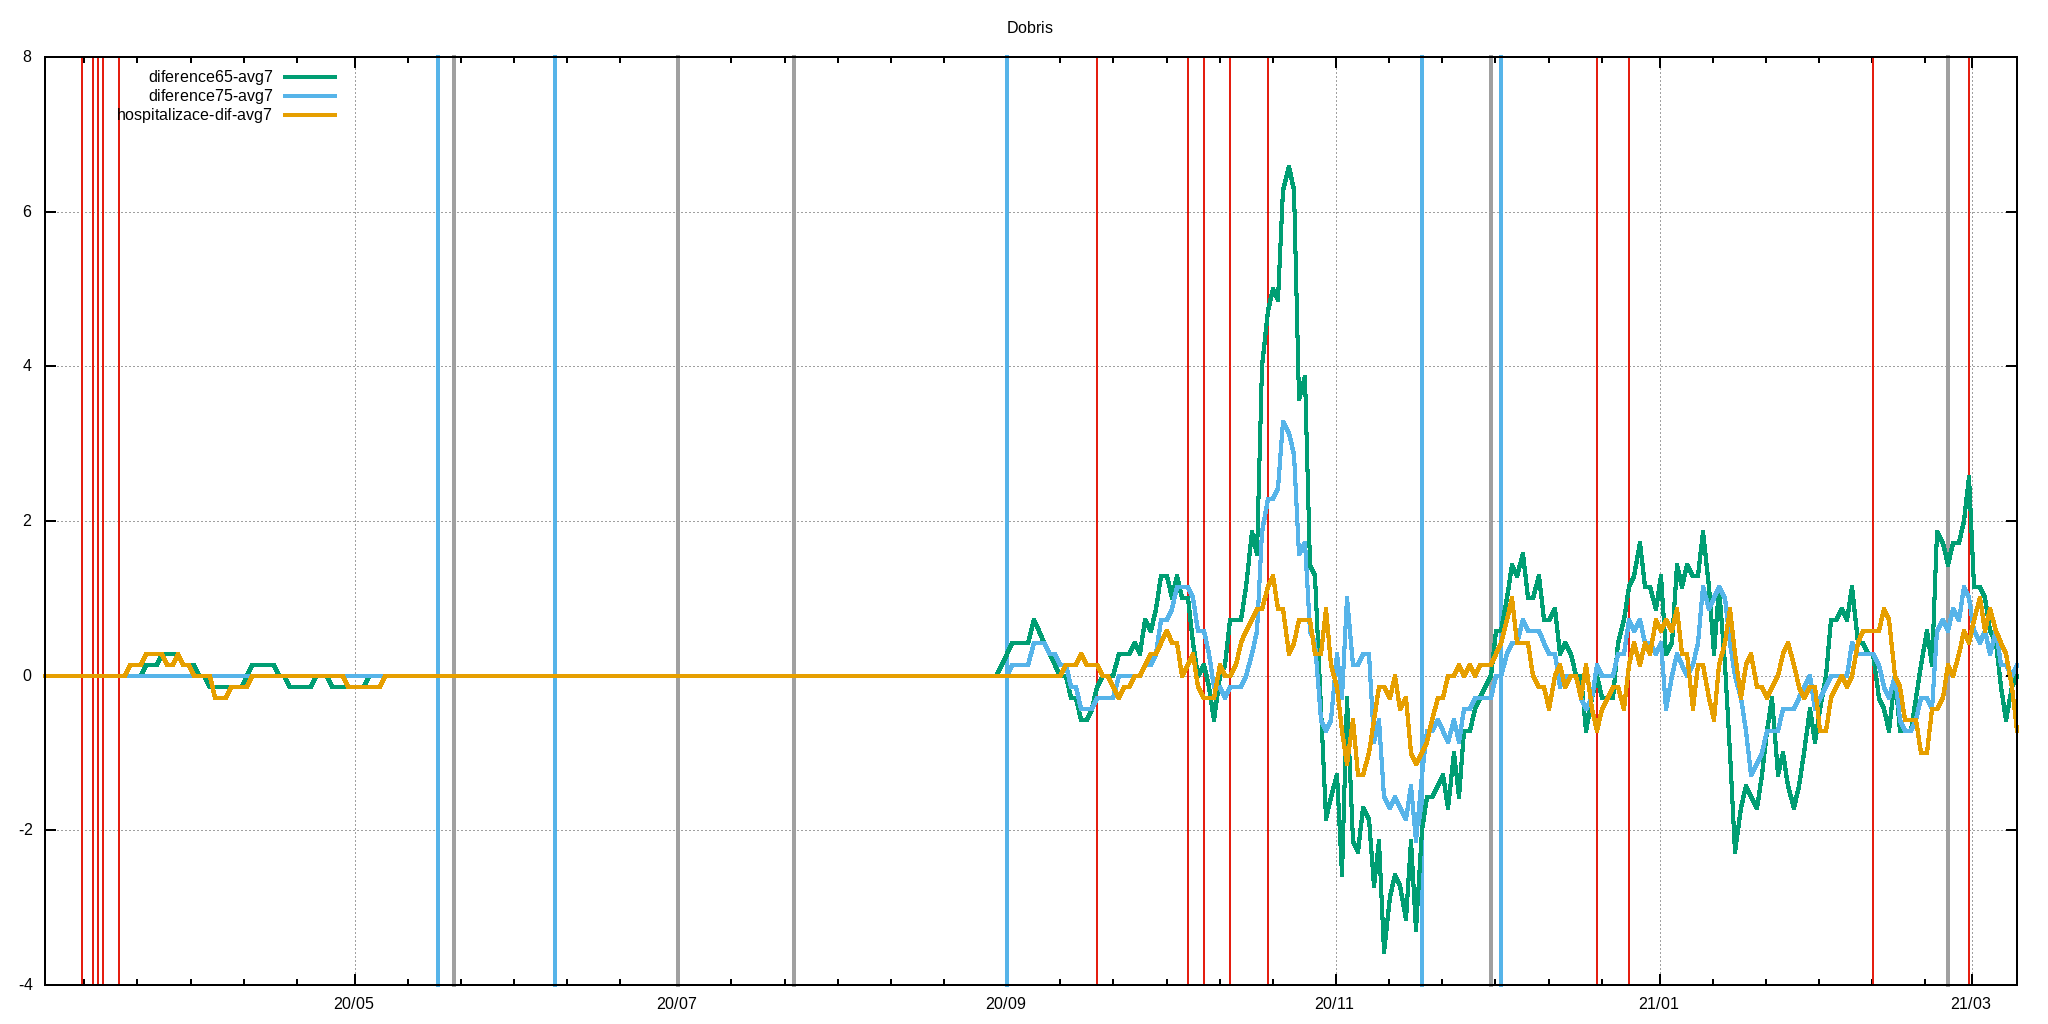 Dobris
8
diference65-avg7
diference75-avg7
hospitalizace-dif-avg7
6
4
2
0
-2
-4
20/05 20/07 20/09 20/11 21/01 21/03